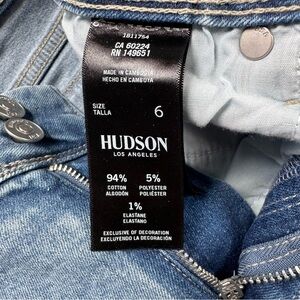 1811754
CA 60224
RN 149651
MADE IN CAMBODIA
HECHO EN CAMBOYA
SIZE
TALLA 6
HUDSON
LOS ANGELES
94% 5%
COTTON POLYESTER
ALGODÓN POLIÉSTER
1%
ELASTANE
ELASTANO
EXCLUSIVE OF DECORATION
EXCLUYENDO LA DECORACIÓN